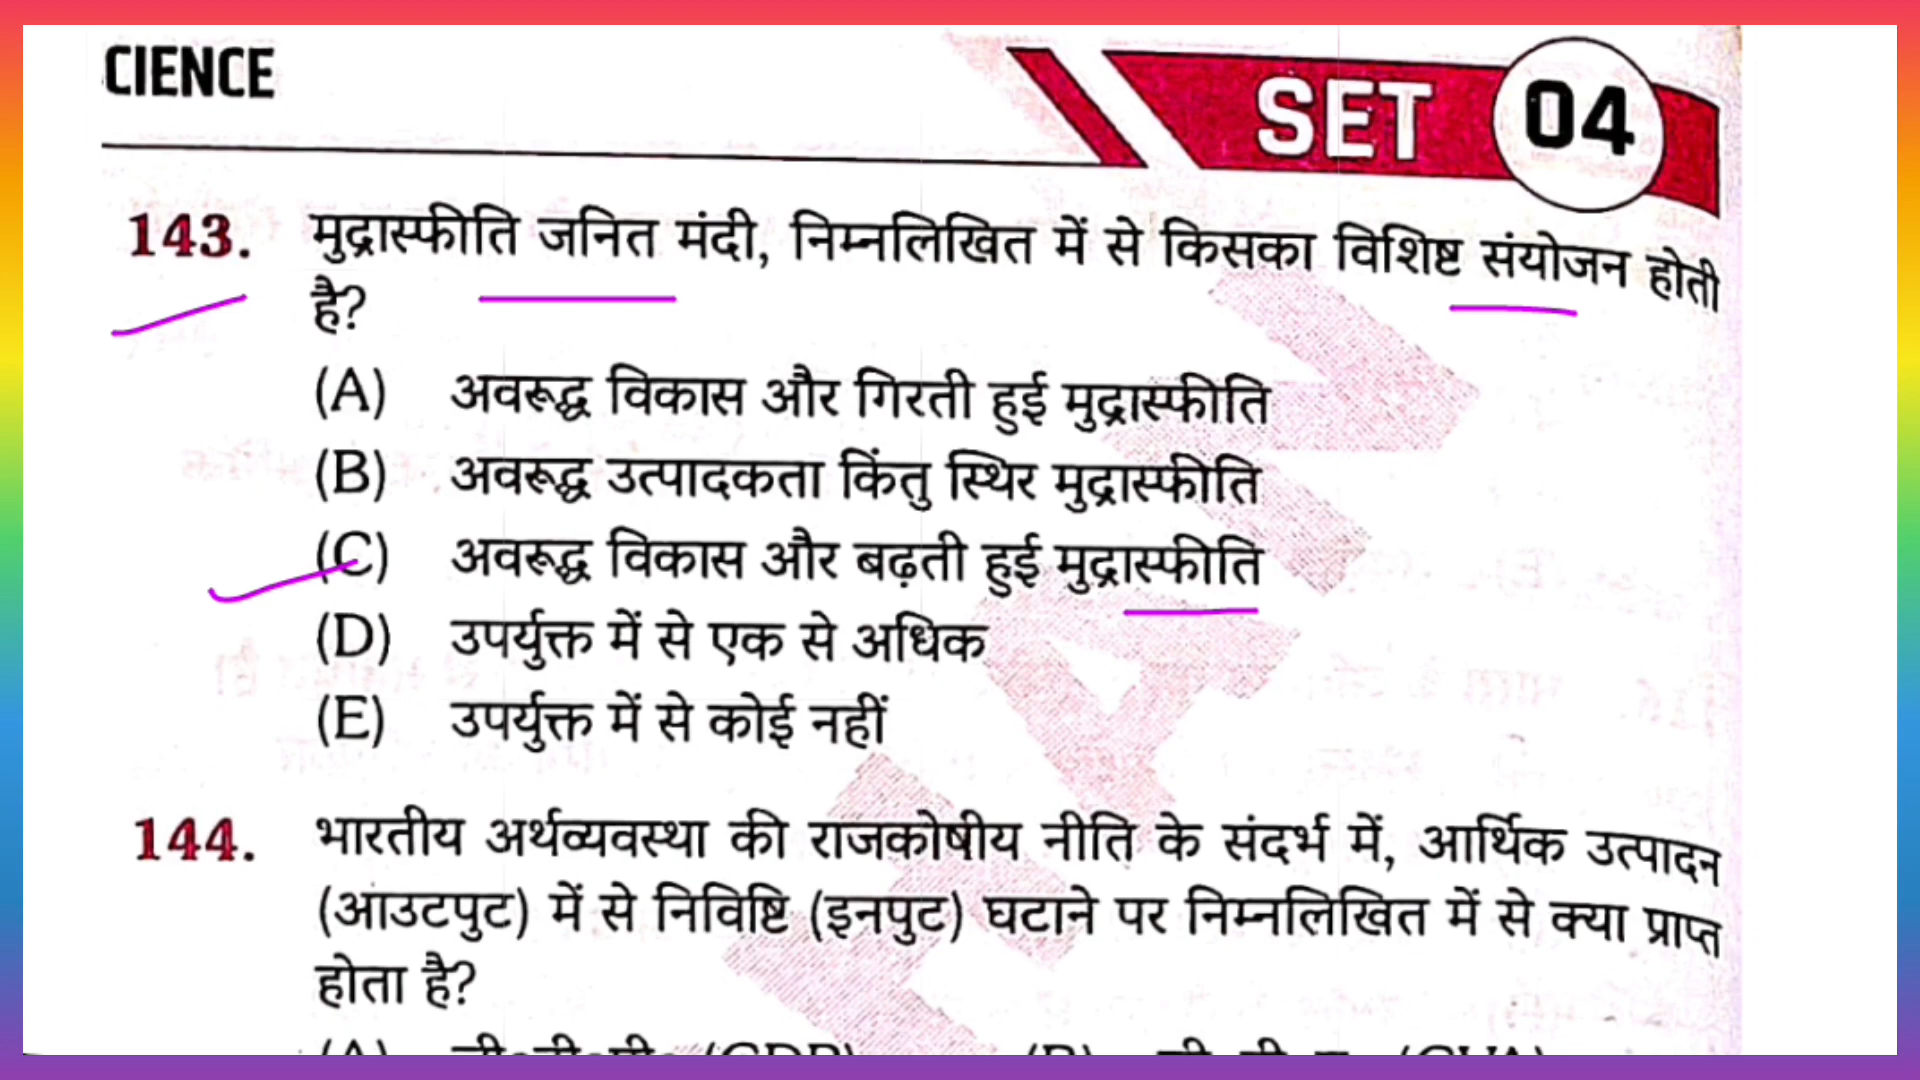 CIENCE
SET 04
143. मुद्रास्फीति जनित मंदी, निम्नलिखित में से किसका विशिष्ट संयोजन होती
है?
(A) अवरूद्ध विकास और गिरती हुई मुद्रास्फीति
(B) अवरूद्ध उत्पादकता किंतु स्थिर मुद्रास्फीति
(C) अवरूद्ध विकास और बढ़ती हुई मुद्रास्फीति
(D) उपर्युक्त में से एक से अधिक
(E) उपर्युक्त में से कोई नहीं
144. भारतीय अर्थव्यवस्था की राजकोषीय नीति के संदर्भ में, आर्थिक उत्पादन
(आउटपुट) में से निविष्टि (इनपुट) घटाने पर निम्नलिखित में से क्या प्राप्त
होता है?